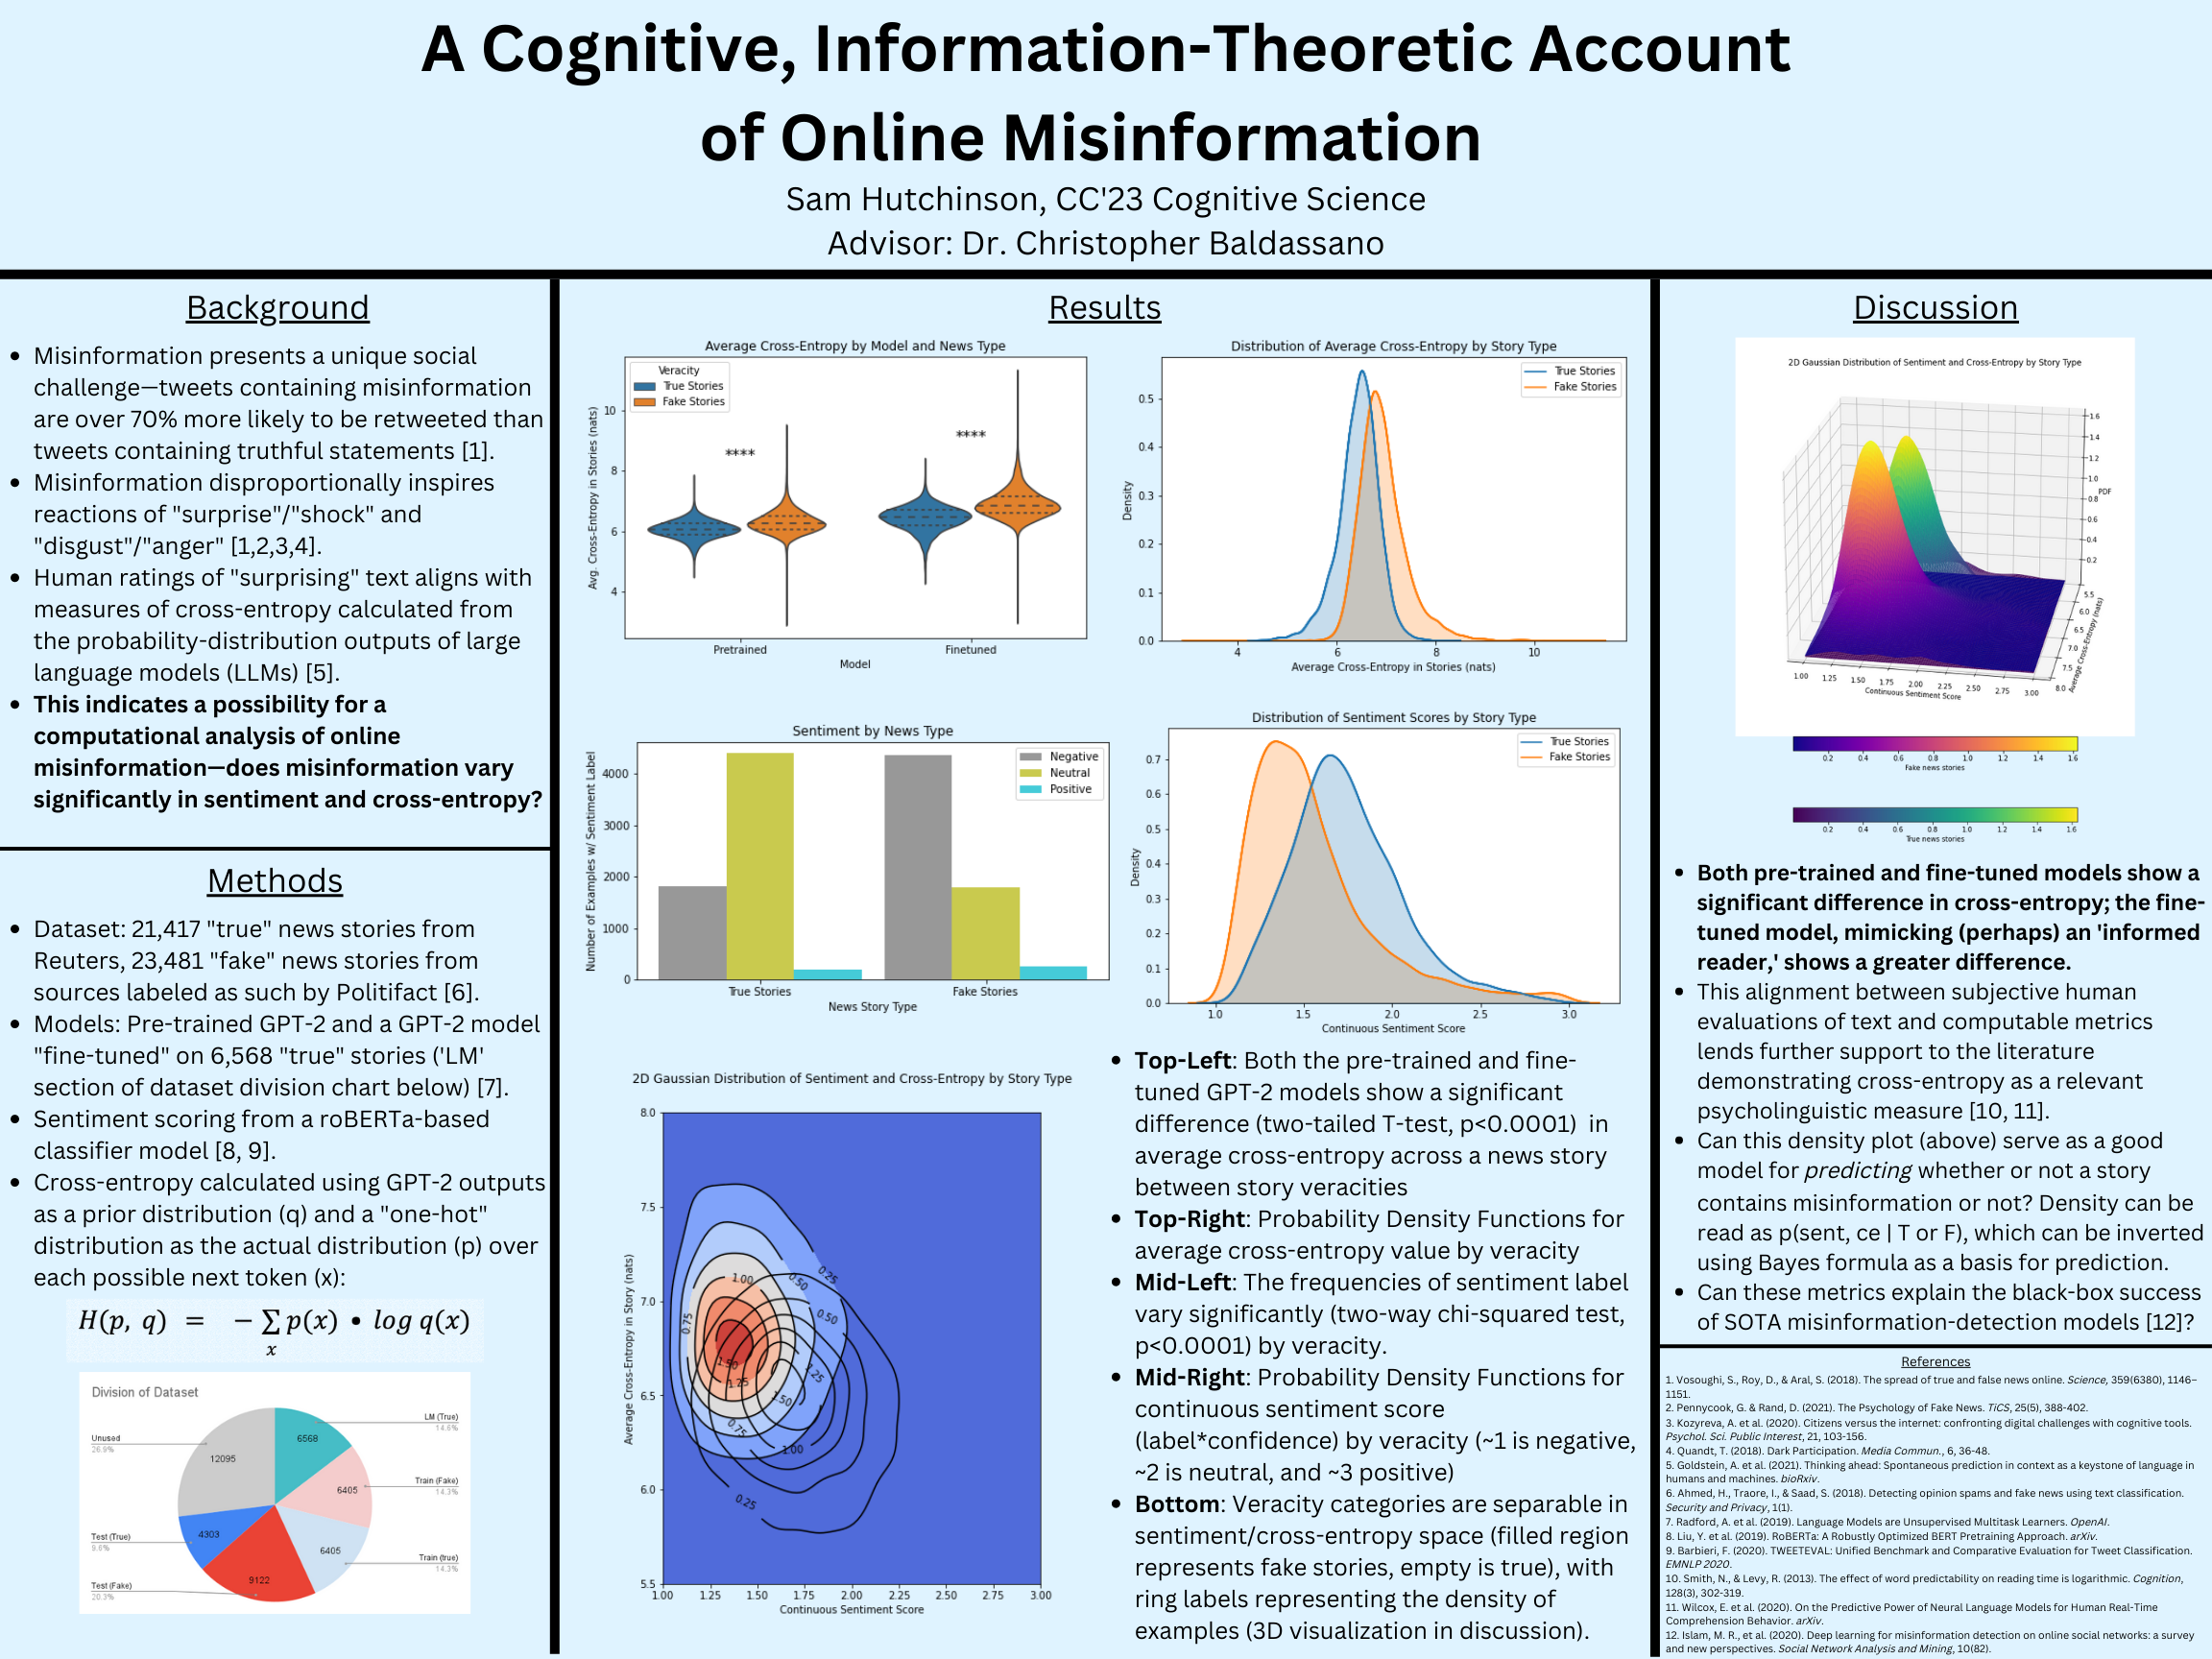 A Cognitive, Information-Theoretic Account
of Online Misinformation
Sam Hutchinson, CC'23 Cognitive Science
Advisor: Dr. Christopher Baldassano
Background
• Misinformation presents a unique social
challenge—tweets containing misinformation
are over 70% more likely to be retweeted than
tweets containing truthful statements [1].
• Misinformation disproportionally inspires
reactions of "surprise"/"shock" and
"disgust"/"anger" [1,2,3,4].
• Human ratings of "surprising" text aligns with
measures of cross-entropy calculated from
the probability-distribution outputs of large
language models (LLMs) [5].
• This indicates a possibility for a
computational analysis of online
misinformation—does misinformation vary
significantly in sentiment and cross-entropy?
Methods
• Dataset: 21,417 "true" news stories from
Reuters, 23,481 "fake" news stories from
sources labeled as such by Politifact [6].
• Models: Pre-trained GPT-2 and a GPT-2 model
"fine-tuned" on 6,568 "true" stories ('LM'
section of dataset division chart below) [7].
• Sentiment scoring from a roBERTa-based
classifier model [8, 9].
• Cross-entropy calculated using GPT-2 outputs
as a prior distribution (q) and a "one-hot"
distribution as the actual distribution (p) over
each possible next token (x):
H(p, q) = − ∑ p(x) • log q(x)
x
Division of Dataset
LM (True)
14.6%
6568
Unused
26.9%
12095
Train (Fake)
14.3%
6405
Test (True)
9.6%
4303
6405
Train (true)
14.3%
Test (Fake)
20.3%
9122
Results
Average Cross-Entropy by Model and News Type
Veracity
True Stories
Fake Stories
****
****
Avg. Cross-Entropy in Stories (nats)
10
8
6
4
Pretrained Finetuned
Model
Distribution of Average Cross-Entropy by Story Type
True Stories
Fake Stories
Density
0.5
0.4
0.3
0.2
0.1
0.0
4 6 8 10
Average Cross-Entropy in Stories (nats)
Sentiment by News Type
Negative
Neutral
Positive
Number of Examples w/ Sentiment Label
4000
3000
2000
1000
0
True Stories Fake Stories
News Story Type
Distribution of Sentiment Scores by Story Type
True Stories
Fake Stories
Density
0.7
0.6
0.5
0.4
0.3
0.2
0.1
0.0
1.0 1.5 2.0 2.5 3.0
Continuous Sentiment Score
2D Gaussian Distribution of Sentiment and Cross-Entropy by Story Type
Average Cross-Entropy in Story (nats)
8.0
7.5
7.0
6.5
6.0
5.5
1.00
0.50
0.25
0.75
0.50
1.50
1.25
1.25
1.50
0.75
1.00
0.25
1.00 1.25 1.50 1.75 2.00 2.25 2.50 2.75 3.00
Continuous Sentiment Score
• Top-Left: Both the pre-trained and fine-
tuned GPT-2 models show a significant
difference (two-tailed T-test, p<0.0001) in
average cross-entropy across a news story
between story veracities
• Top-Right: Probability Density Functions for
average cross-entropy value by veracity
• Mid-Left: The frequencies of sentiment label
vary significantly (two-way chi-squared test,
p<0.0001) by veracity.
• Mid-Right: Probability Density Functions for
continuous sentiment score
(label*confidence) by veracity (~1 is negative,
~2 is neutral, and ~3 positive)
• Bottom: Veracity categories are separable in
sentiment/cross-entropy space (filled region
represents fake stories, empty is true), with
ring labels representing the density of
examples (3D visualization in discussion).
Discussion
2D Gaussian Distribution of Sentiment and Cross-Entropy by Story Type
1.6
1.4
1.2
1.0
0.8
0.6
0.4
0.2
PDF
5.5
6.0
6.5
7.0
7.5
8.0
Average Cross-Entropy (nats)
1.00 1.25 1.50 1.75 2.00 2.25 2.50 2.75 3.00
Continuous Sentiment Score
0.2 0.4 0.6 0.8 1.0 1.2 1.4 1.6
Fake news stories
0.2 0.4 0.6 0.8 1.0 1.2 1.4 1.6
True news stories
• Both pre-trained and fine-tuned models show a
significant difference in cross-entropy; the fine-
tuned model, mimicking (perhaps) an 'informed
reader,' shows a greater difference.
• This alignment between subjective human
evaluations of text and computable metrics
lends further support to the literature
demonstrating cross-entropy as a relevant
psycholinguistic measure [10, 11].
• Can this density plot (above) serve as a good
model for predicting whether or not a story
contains misinformation or not? Density can be
read as p(sent, ce | T or F), which can be inverted
using Bayes formula as a basis for prediction.
• Can these metrics explain the black-box success
of SOTA misinformation-detection models [12]?
References
1. Vosoughi, S., Roy, D., & Aral, S. (2018). The spread of true and false news online. Science, 359(6380), 1146–
1151.
2. Pennycook, G. & Rand, D. (2021). The Psychology of Fake News. TiCS, 25(5), 388-402.
3. Kozyreva, A. et al. (2020). Citizens versus the internet: confronting digital challenges with cognitive tools.
Psychol. Sci. Public Interest, 21, 103-156.
4. Quandt, T. (2018). Dark Participation. Media Commun., 6, 36-48.
5. Goldstein, A. et al. (2021). Thinking ahead: Spontaneous prediction in context as a keystone of language in
humans and machines. bioRxiv.
6. Ahmed, H., Traore, I., & Saad, S. (2018). Detecting opinion spams and fake news using text classification.
Security and Privacy, 1(1).
7. Radford, A. et al. (2019). Language Models are Unsupervised Multitask Learners. OpenAI.
8. Liu, Y. et al. (2019). RoBERTa: A Robustly Optimized BERT Pretraining Approach. arXiv.
9. Barbieri, F. (2020). TWEETEVAL: Unified Benchmark and Comparative Evaluation for Tweet Classification.
EMNLP 2020.
10. Smith, N., & Levy, R. (2013). The effect of word predictability on reading time is logarithmic. Cognition,
128(3), 302-319.
11. Wilcox, E. et al. (2020). On the Predictive Power of Neural Language Models for Human Real-Time
Comprehension Behavior. arXiv.
12. Islam, M. R., et al. (2020). Deep learning for misinformation detection on online social networks: a survey
and new perspectives. Social Network Analysis and Mining, 10(82).